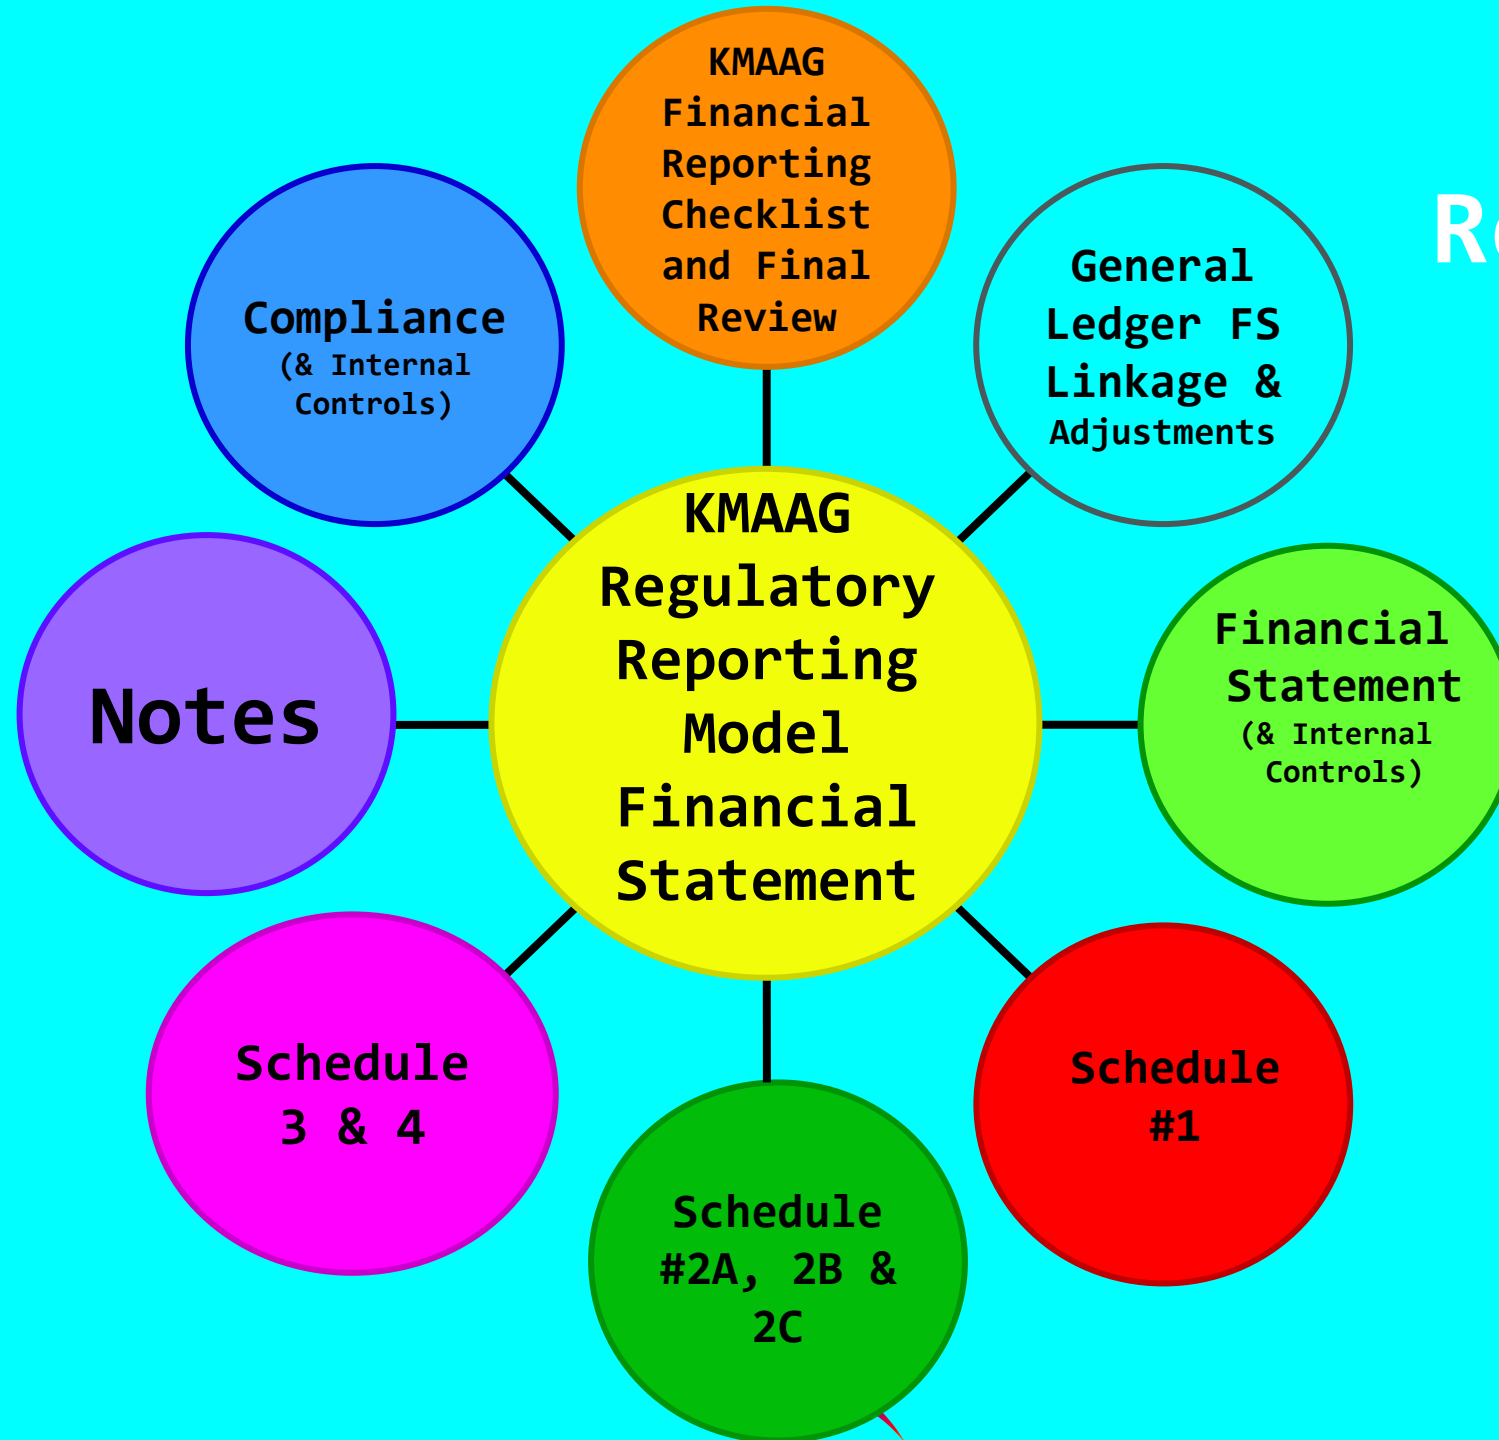 KMAAG
Financial
Reporting
Checklist
and Final
Review
General
Ledger FS
Linkage &
Adjustments
Financial
Statement
(& Internal
Controls)
Schedule
#1
Schedule
#2A, 2B &
2C
Schedule
3 & 4
Notes
Compliance
(& Internal
Controls)
KMAAG
Regulatory
Reporting
Model
Financial
Statement